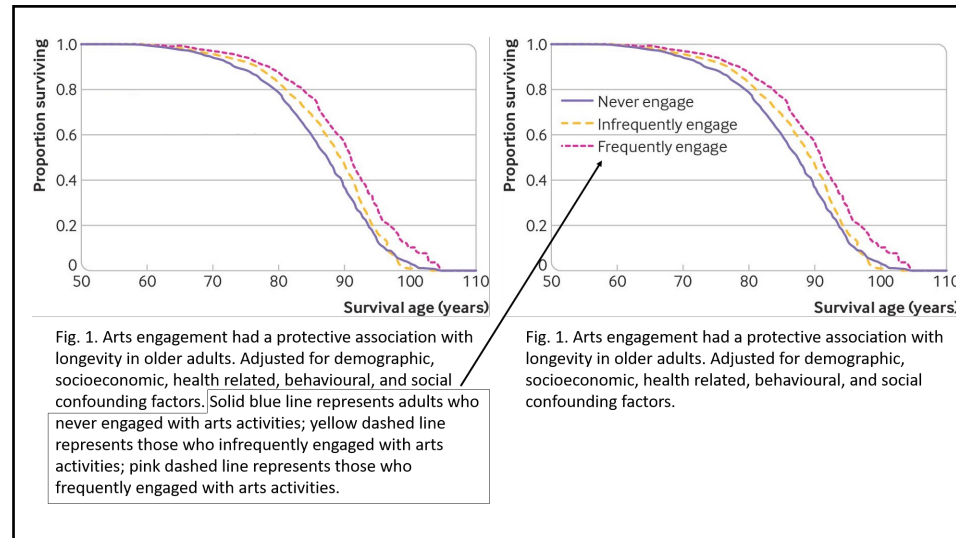 Proportion surviving
1.0
0.8
0.6
0.4
0.2
0
50 60 70 80 90 100 110
Survival age (years)
Fig. 1. Arts engagement had a protective association with
longevity in older adults. Adjusted for demographic,
socioeconomic, health related, behavioural, and social
confounding factors. Solid blue line represents adults who
never engaged with arts activities; yellow dashed line
represents those who infrequently engaged with arts
activities; pink dashed line represents those who
frequently engaged with arts activities.
Proportion surviving
1.0
0.8
0.6
0.4
0.2
0
Never engage
Infrequently engage
Frequently engage
50 60 70 80 90 100 110
Survival age (years)
Fig. 1. Arts engagement had a protective association with
longevity in older adults. Adjusted for demographic,
socioeconomic, health related, behavioural, and social
confounding factors.